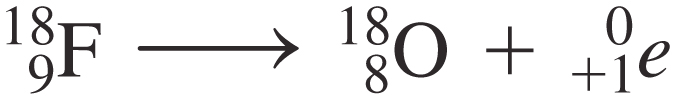 ¹⁸₉F ⟶ ¹⁸₈O + ⁰₊₁e